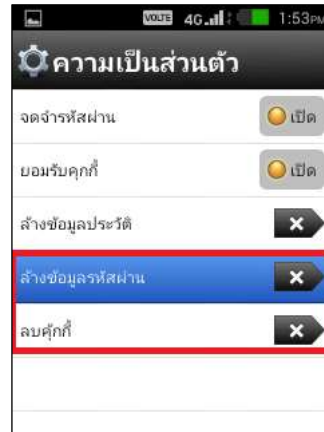 VOLTE 4G 1:53PM
ความเป็นส่วนตัว
จดจำรหัสผ่าน เปิด
ยอมรับคุกกี้ เปิด
ล้างข้อมูลประวัติ
ล้างข้อมูลรหัสผ่าน
ลบคุ้กกี้